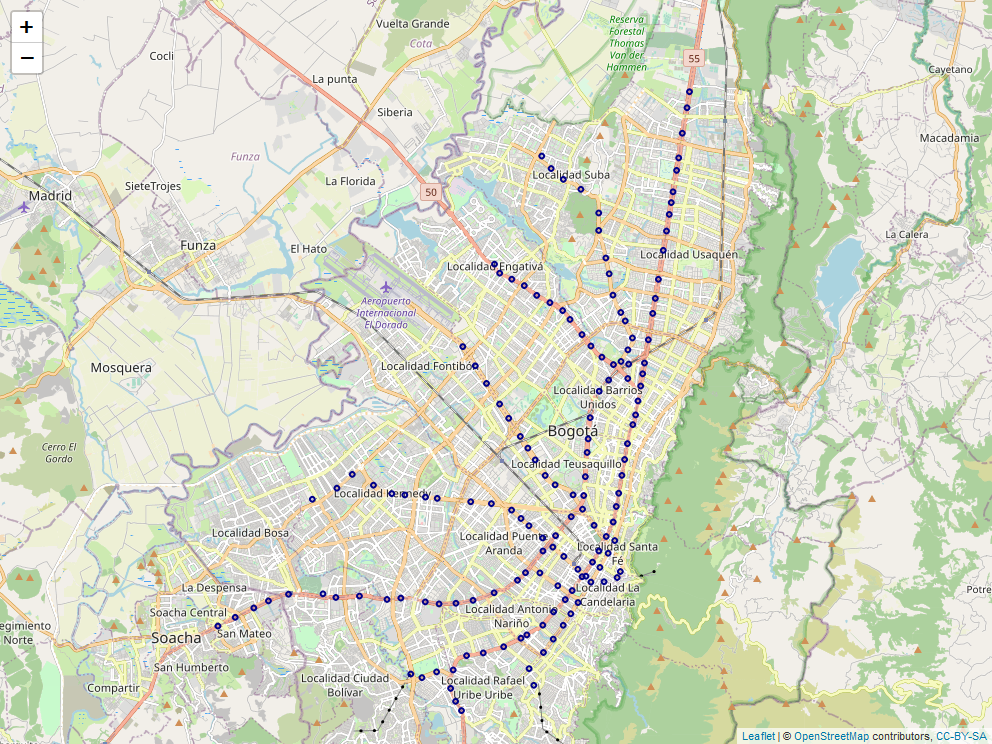 +
−
Vuelta Grande
Cota
Cocli
La punta
Siberia
Reserva
Forestal
Thomas
Van der
Hammen
55
Cayetano
Macadamia
Funza
SieteTrojes
La Florida
Madrid
50
Localidad Suba
Funza
El Hato
La Calera
Localidad Usaquén
Localidad Engativá
Aeropuerto
Internacional
El Dorado
Mosquera
Localidad Fontibón
Localidad Barrios
Unidos
Bogotá
Cerro El
Gordo
Localidad Teusaquillo
Localidad Kennedy
Localidad Bosa
Localidad Puente
Aranda
Localidad Santa
Fé
La Despensa
Localidad La
Candelaria
Potre
Soacha Central
Localidad Antonio
Nariño
egimiento
Norte
Soacha
San Mateo
San Humberto
Localidad Ciudad
Bolívar
Localidad Rafael
Uribe Uribe
Compartir
Leaflet | © OpenStreetMap contributors, CC-BY-SA